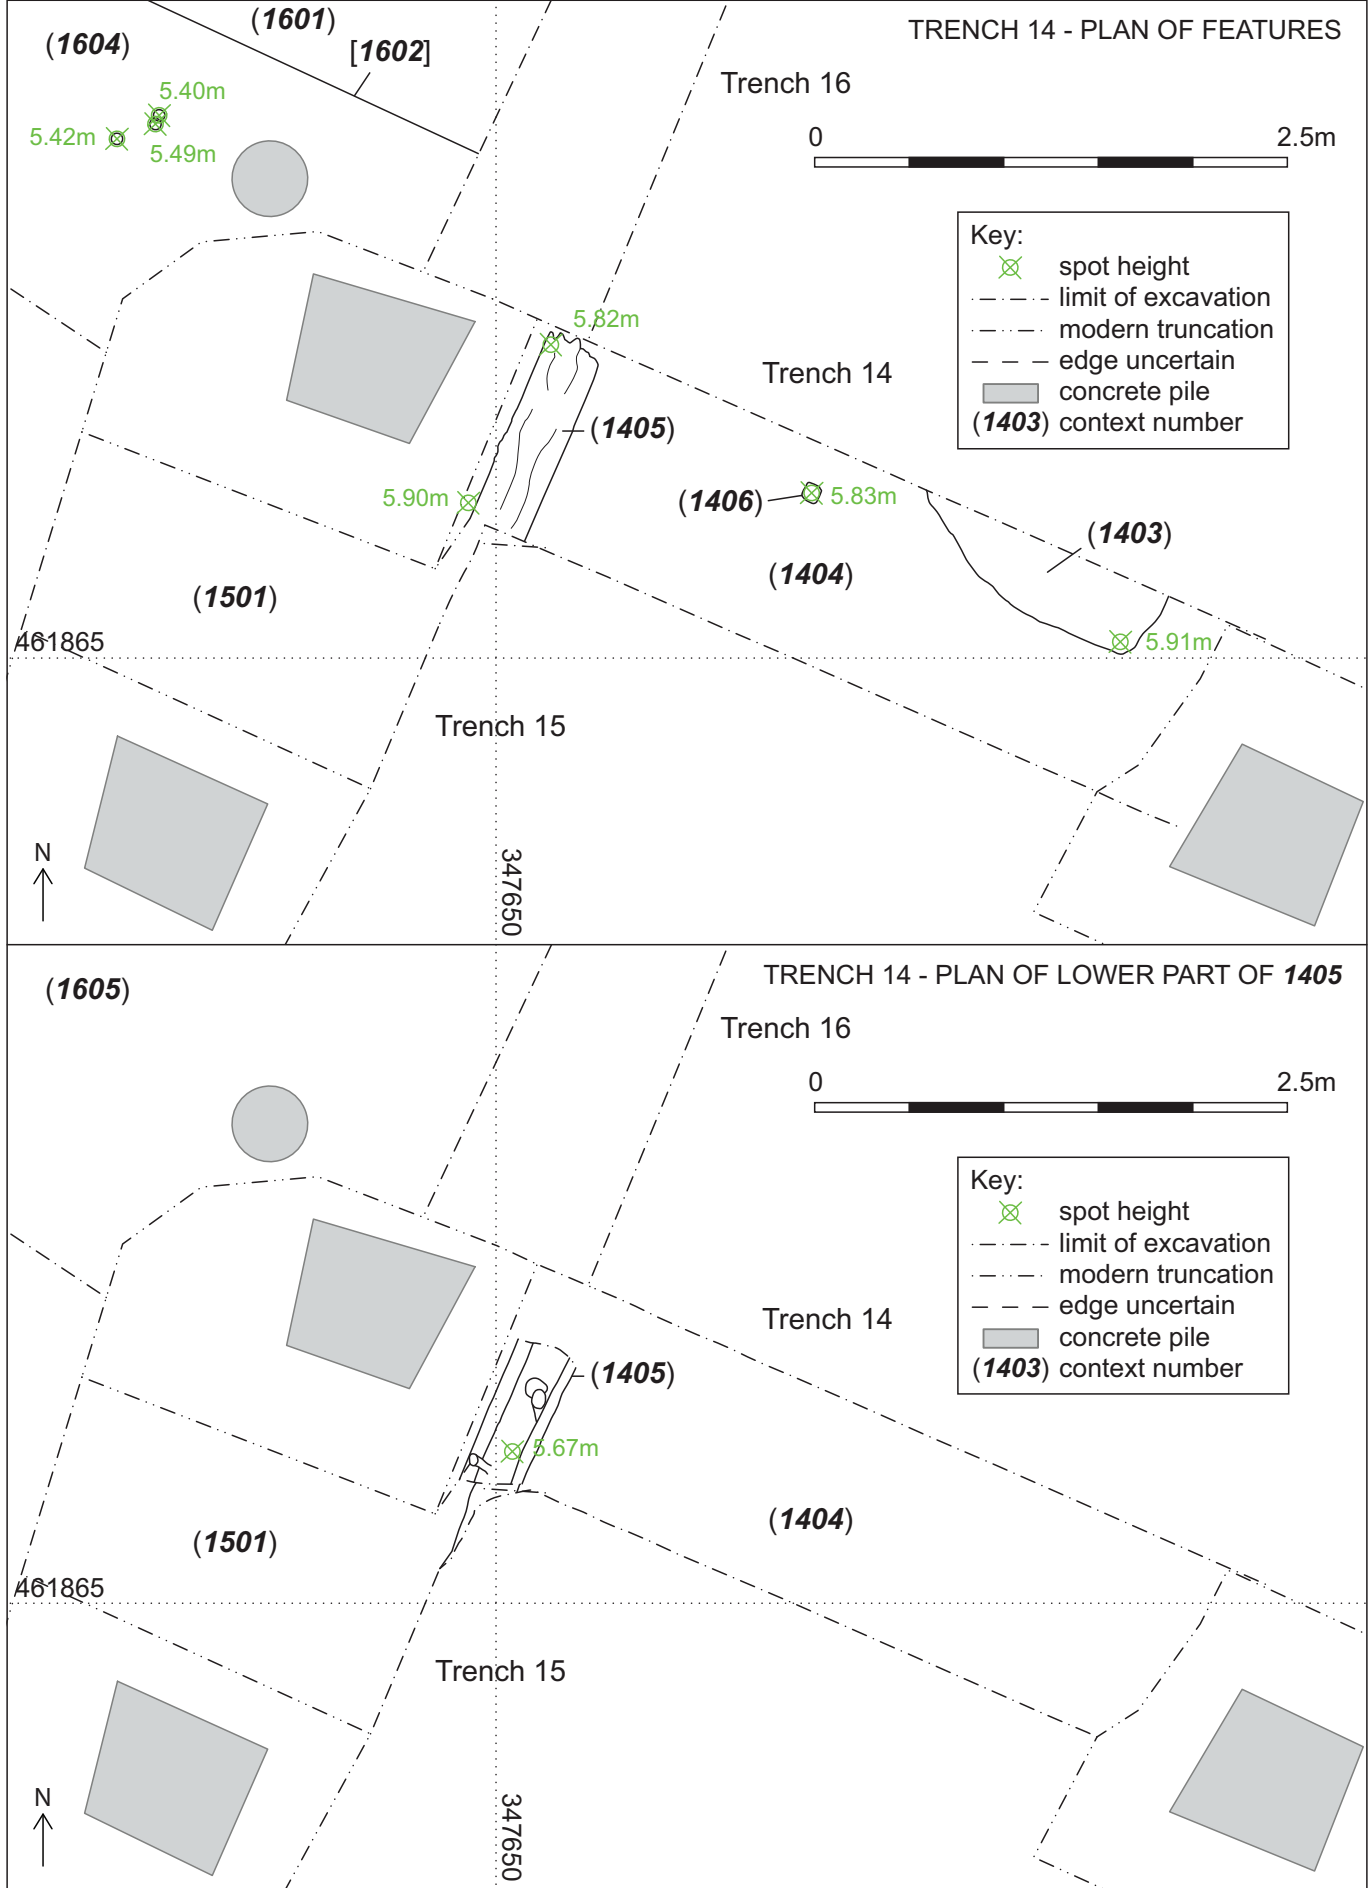 TRENCH 14 - PLAN OF FEATURES
(1601)
(1604)
[1602]
Trench 16
5.40m
5.42m
5.49m
0 2.5m
Key:
spot height
limit of excavation
modern truncation
edge uncertain
concrete pile
(1403) context number
5.82m
Trench 14
(1405)
5.90m
(1406)
5.83m
(1403)
(1404)
(1501)
461865
5.91m
Trench 15
N
347650
TRENCH 14 - PLAN OF LOWER PART OF 1405
(1605)
Trench 16
0 2.5m
Key:
spot height
limit of excavation
modern truncation
edge uncertain
concrete pile
(1403) context number
Trench 14
(1405)
5.67m
(1404)
(1501)
461865
Trench 15
N
347650